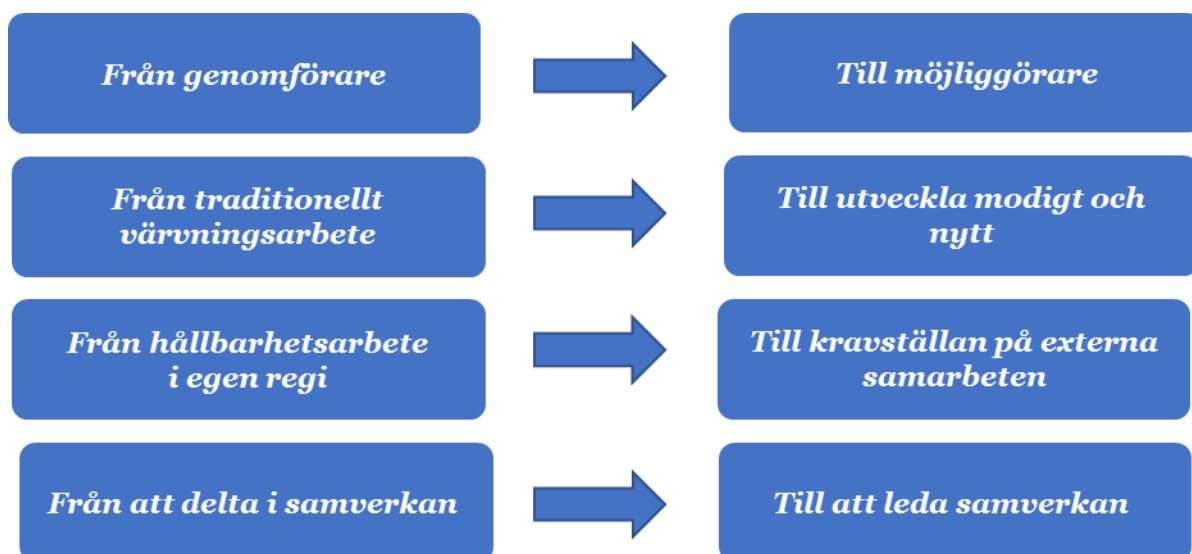 Från genomförare
Till möjliggörare
Från traditionellt
värvningsarbete
Till utveckla modigt och
nytt
Från hållbarhetsarbete
i egen regi
Till kravställan på externa
samarbeten
Från att delta i samverkan
Till att leda samverkan